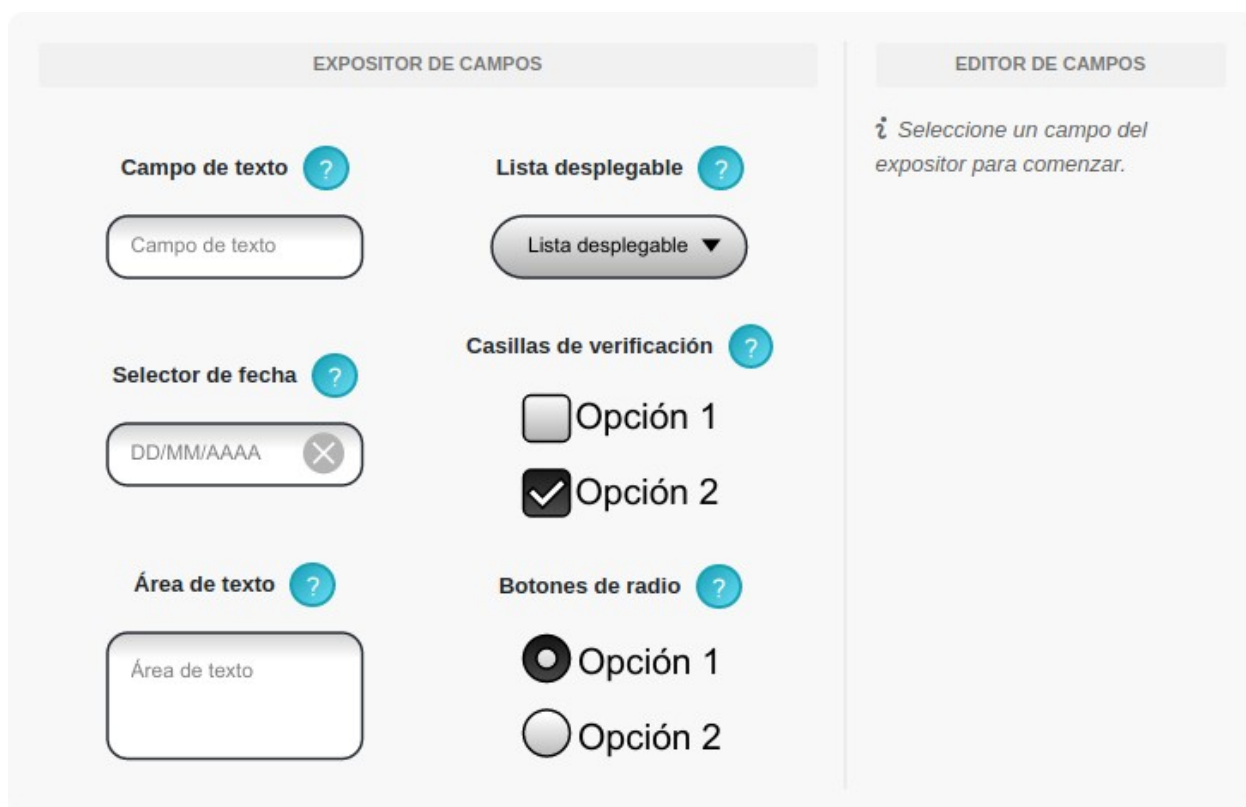 EXPOSITOR DE CAMPOS
Campo de texto ?
Campo de texto
Lista desplegable ?
Lista desplegable
Selector de fecha ?
DD/MM/AAAA
Casillas de verificación ?
Opción 1
Opción 2
Área de texto ?
Área de texto
Botones de radio ?
Opción 1
Opción 2
EDITOR DE CAMPOS
i Seleccione un campo del
expositor para comenzar.